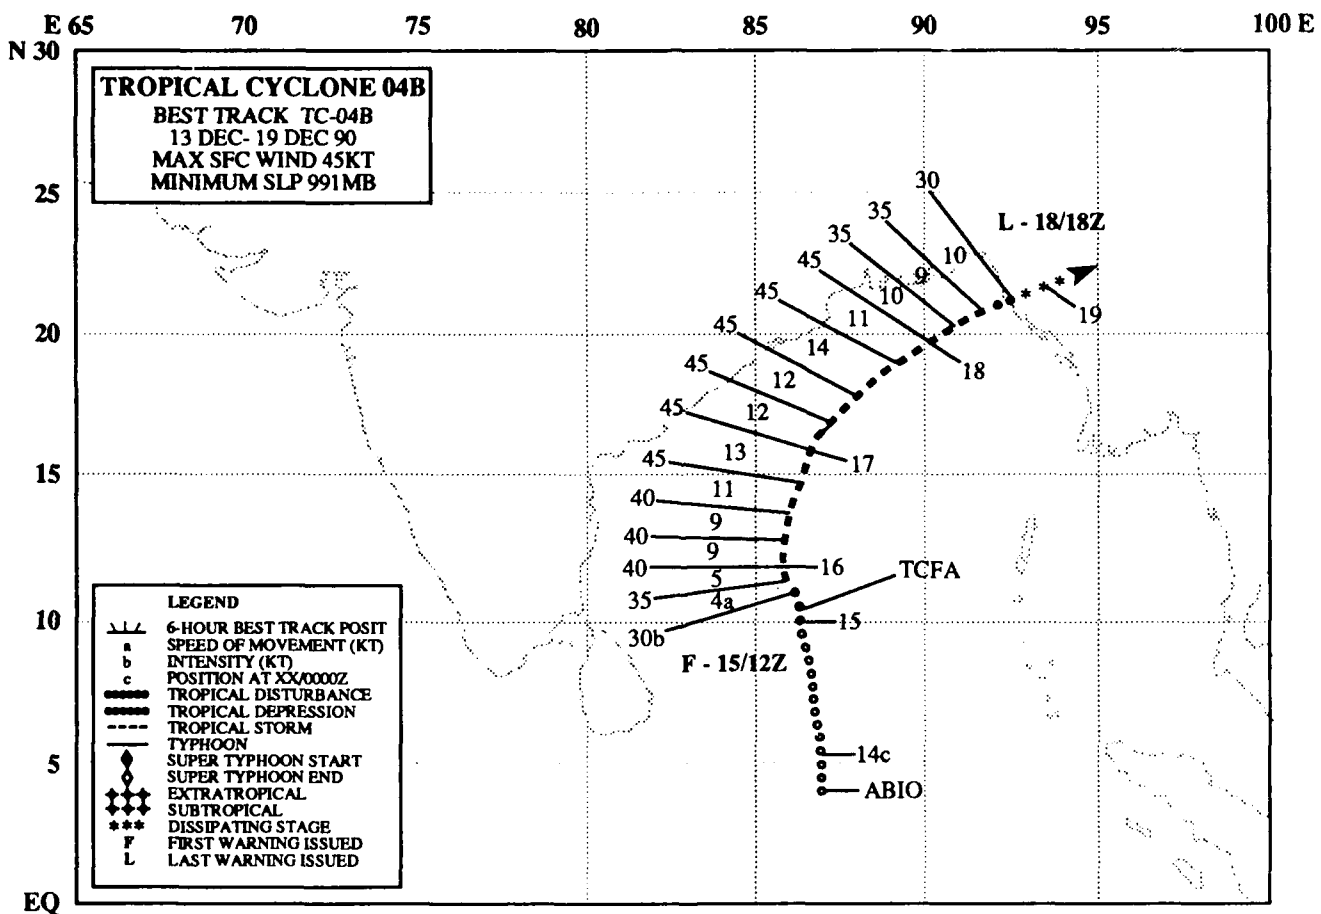 E 65 70 75 80 85 90 95 100 E
N 30
TROPICAL CYCLONE 04B
BEST TRACK TC-04B
13 DEC- 19 DEC 90
MAX SFC WIND 45KT
MINIMUM SLP 991MB
25
30
35
L - 18/18Z
35
10
45
9
45
10
19
20
45
11
14
18
45
12
45
12
17
15
45
13
40
11
40
9
9
40
16
TCFA
35
5
4a
10
30b
15
F - 15/12Z
5
14c
ABIO
EQ
LEGEND
6-HOUR BEST TRACK POSIT
a SPEED OF MOVEMENT (KT)
b INTENSITY (KT)
c POSITION AT XX/0000Z
TROPICAL DISTURBANCE
TROPICAL DEPRESSION
TROPICAL STORM
TYPHOON
SUPER TYPHOON START
SUPER TYPHOON END
EXTRATROPICAL
SUBTROPICAL
*** DISSIPATING STAGE
F FIRST WARNING ISSUED
L LAST WARNING ISSUED